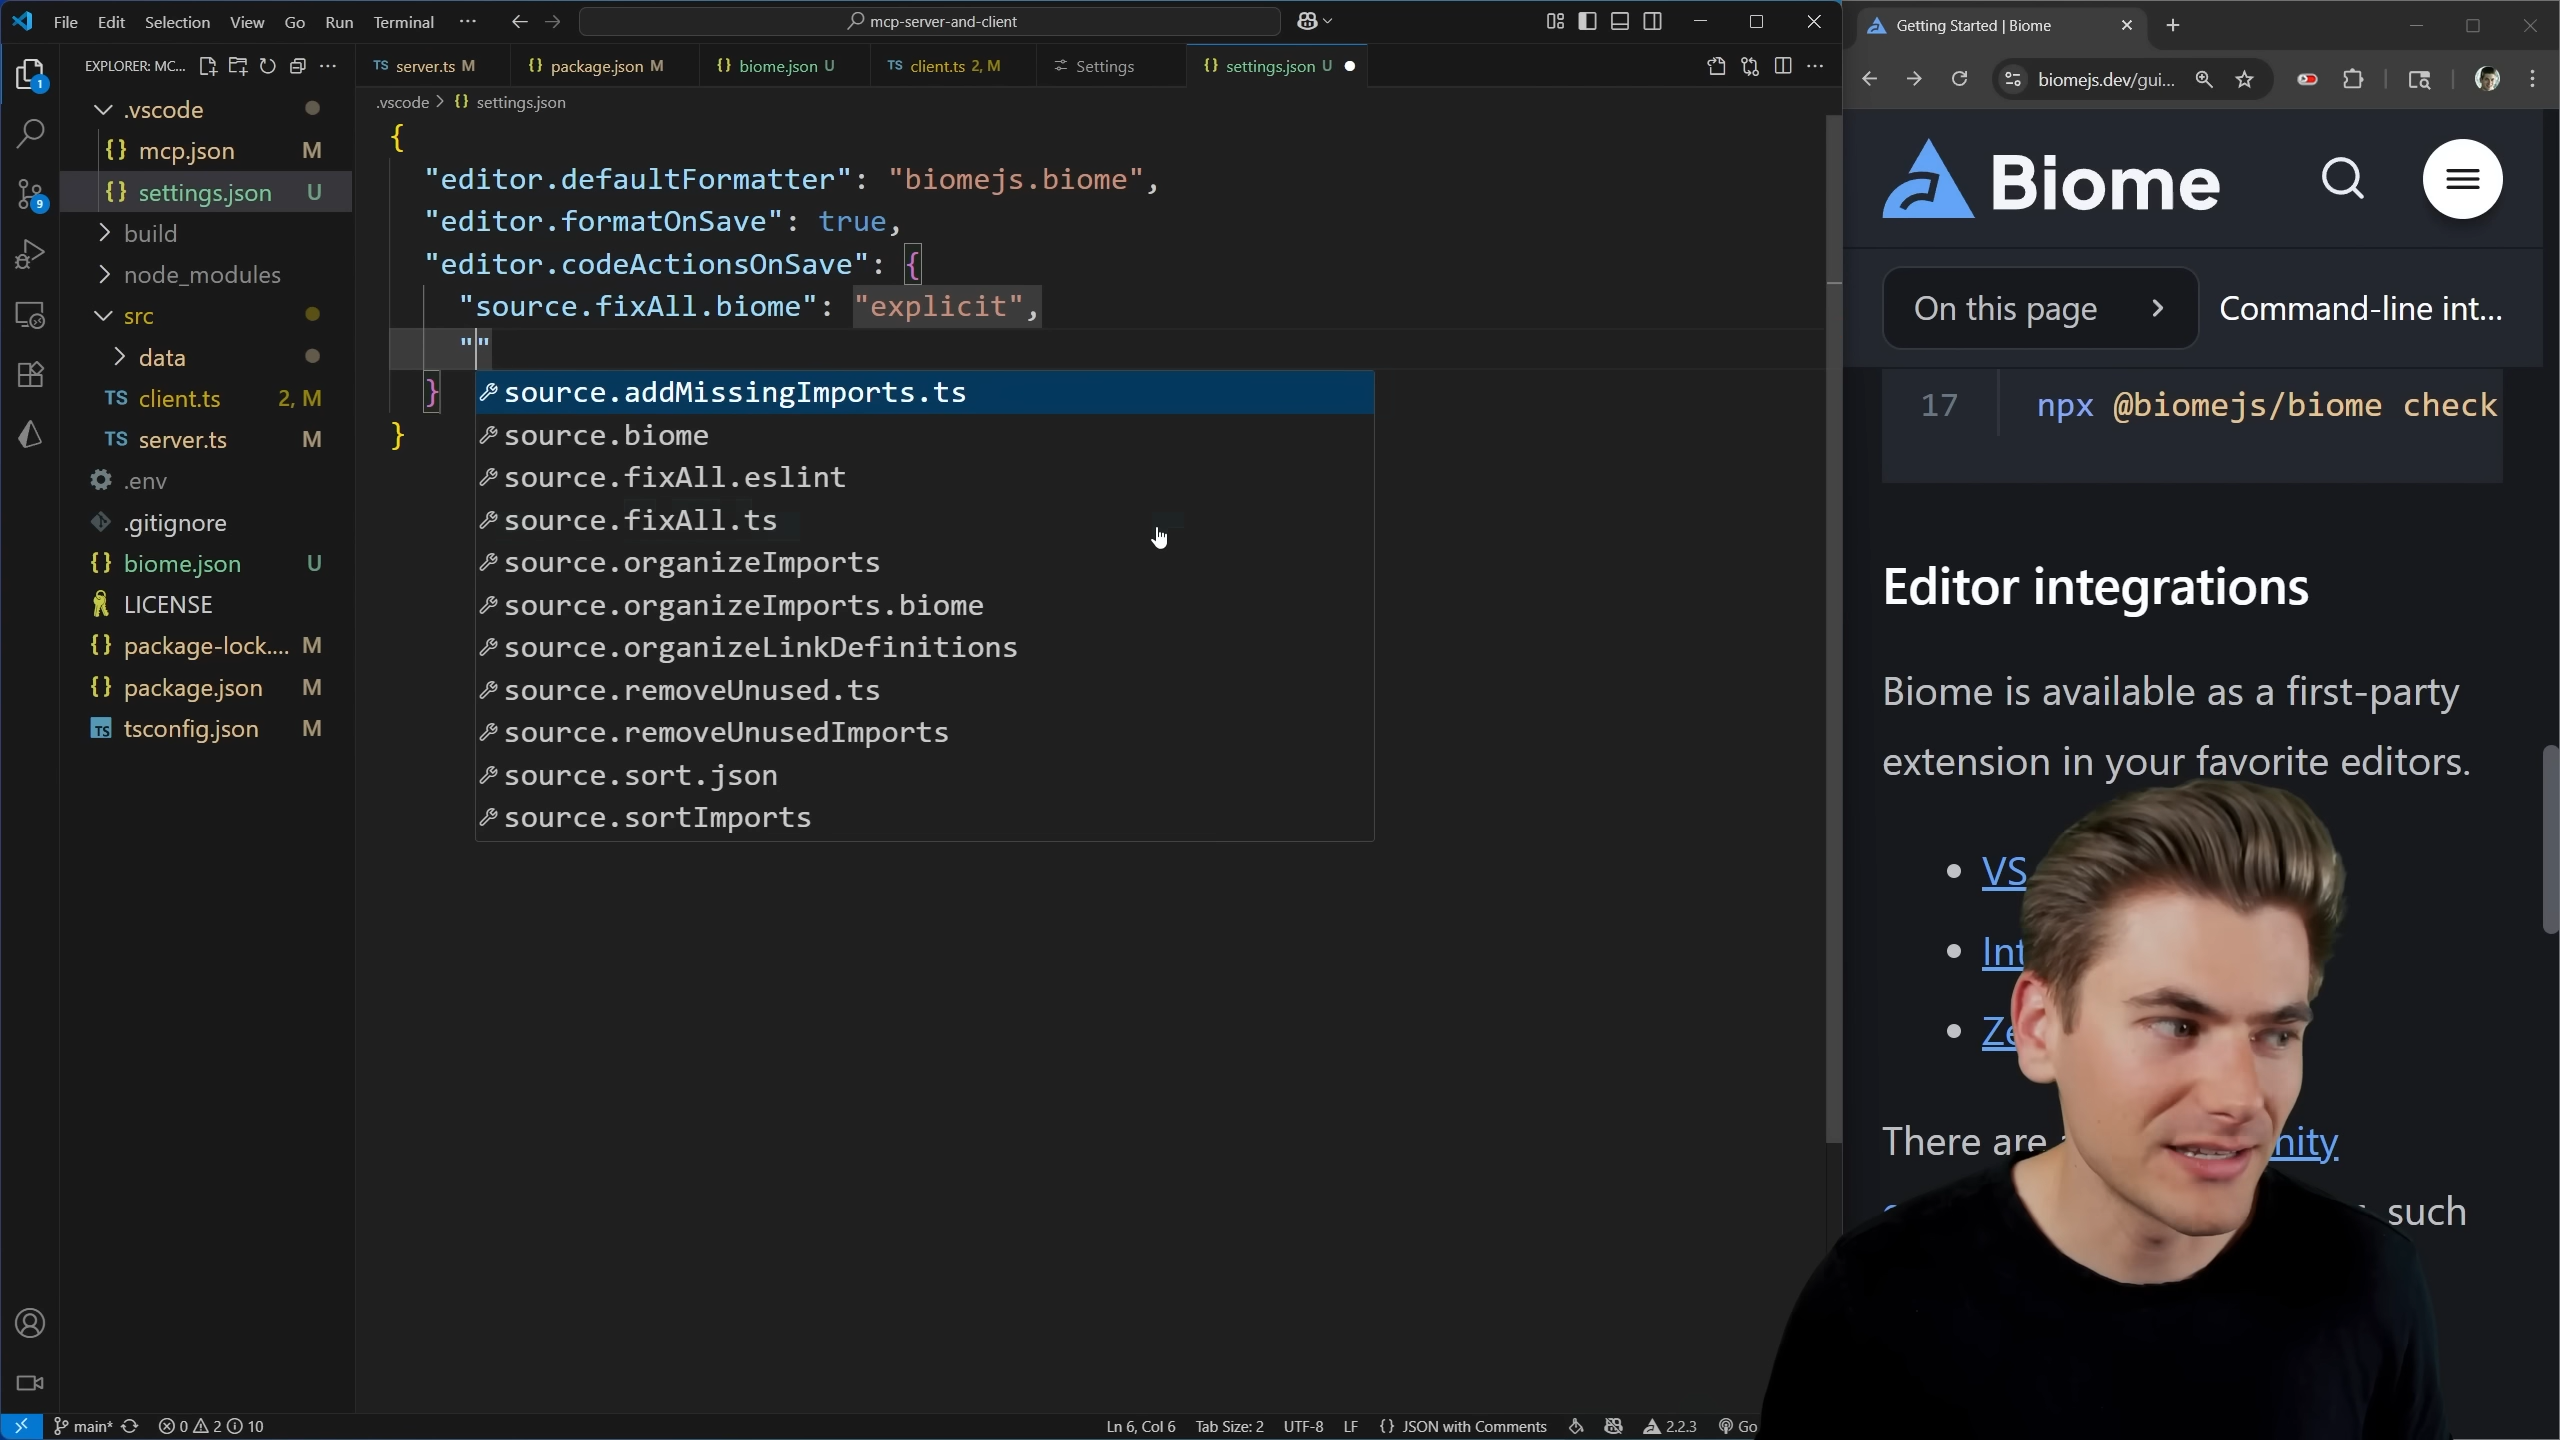 File Edit Selection View Go Run Terminal ···
mcp-server-and-client
EXPLORER: MC...
.vscode
mcp.json M
settings.json U
build
node_modules
src
data
client.ts 2, M
server.ts M
.env
.gitignore
biome.json U
LICENSE
package-lock.... M
package.json M
tsconfig.json M
1
9
server.ts M package.json M biome.json U client.ts 2, M Settings settings.json U
.vscode > {} settings.json
{
"editor.defaultFormatter": "biomejs.biome",
"editor.formatOnSave": true,
"editor.codeActionsOnSave": {
"source.fixAll.biome": "explicit",
""
}
}
source.addMissingImports.ts
source.biome
source.fixAll.eslint
source.fixAll.ts
source.organizeImports
source.organizeImports.biome
source.organizeLinkDefinitions
source.removeUnused.ts
source.removeUnusedImports
source.sort.json
source.sortImports
main* 0 2 10
Ln 6, Col 6 Tab Size: 2 UTF-8 LF {} JSON with Comments 2.2.3 Go
Getting Started | Biome
biomejs.dev/gui...
Biome
On this page > Command-line int...
17 npx @biomejs/biome check
Editor integrations
Biome is available as a first-party
extension in your favorite editors.
VS
Int
Ze
There are
such